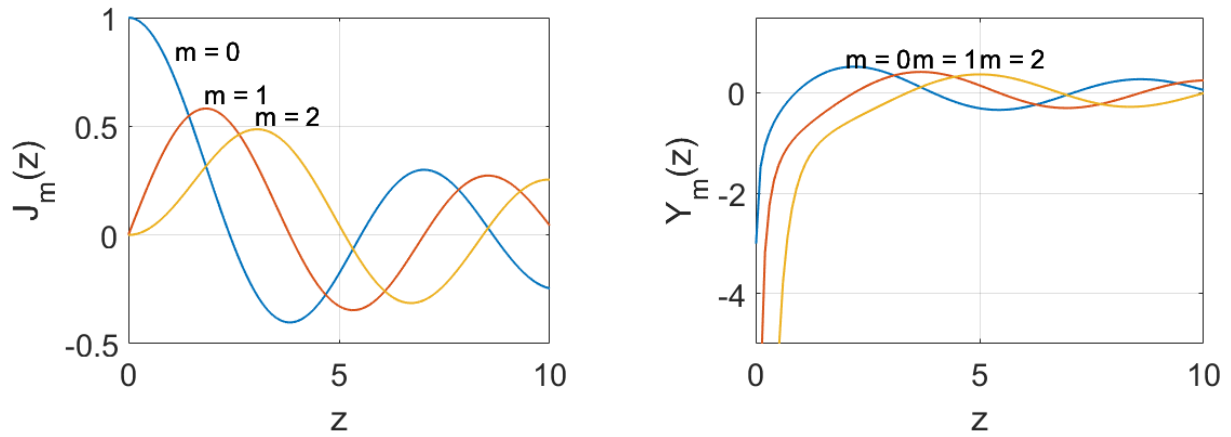 1
m = 0
m = 1
m = 2
0.5
0
-0.5
0
5
10
J_m(z)
z
m = 0m = 1m = 2
0
-2
-4
0
5
10
Y_m(z)
z